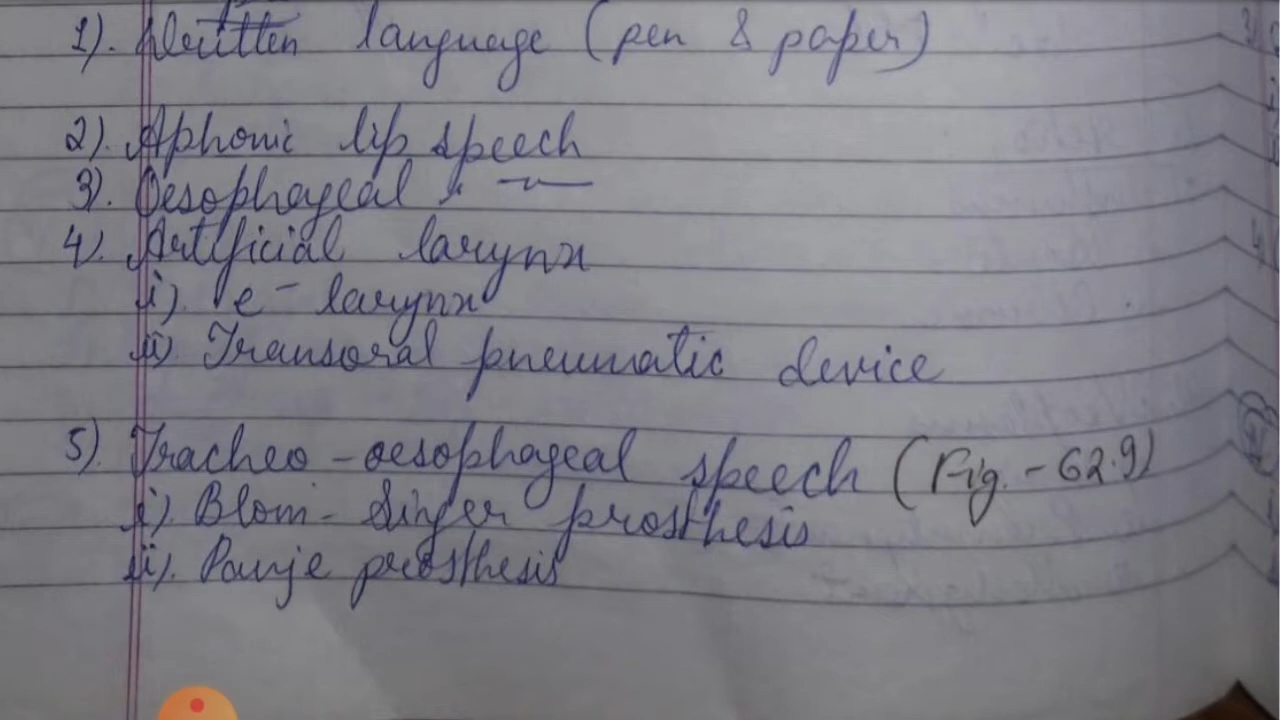 1). Written language (pen & paper)
2). Aphonic lip speech
3). Oesophageal " ~
4). Artificial larynx
i). e - larynx
ii). Transoral pneumatic device
5). Tracheo - oesophageal speech (Fig. - 62.9)
i). Blom - Singer prosthesis
ii). Panje prosthesis